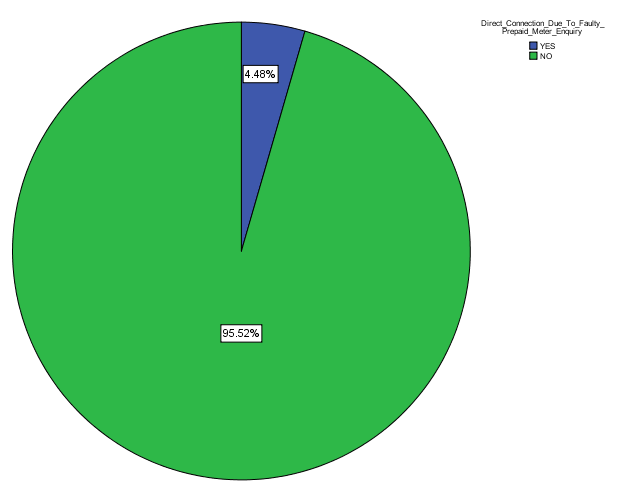 Direct_Connection_Due_To_Faulty_
Prepaid_Meter_Enquiry
YES
NO
4.48%
95.52%